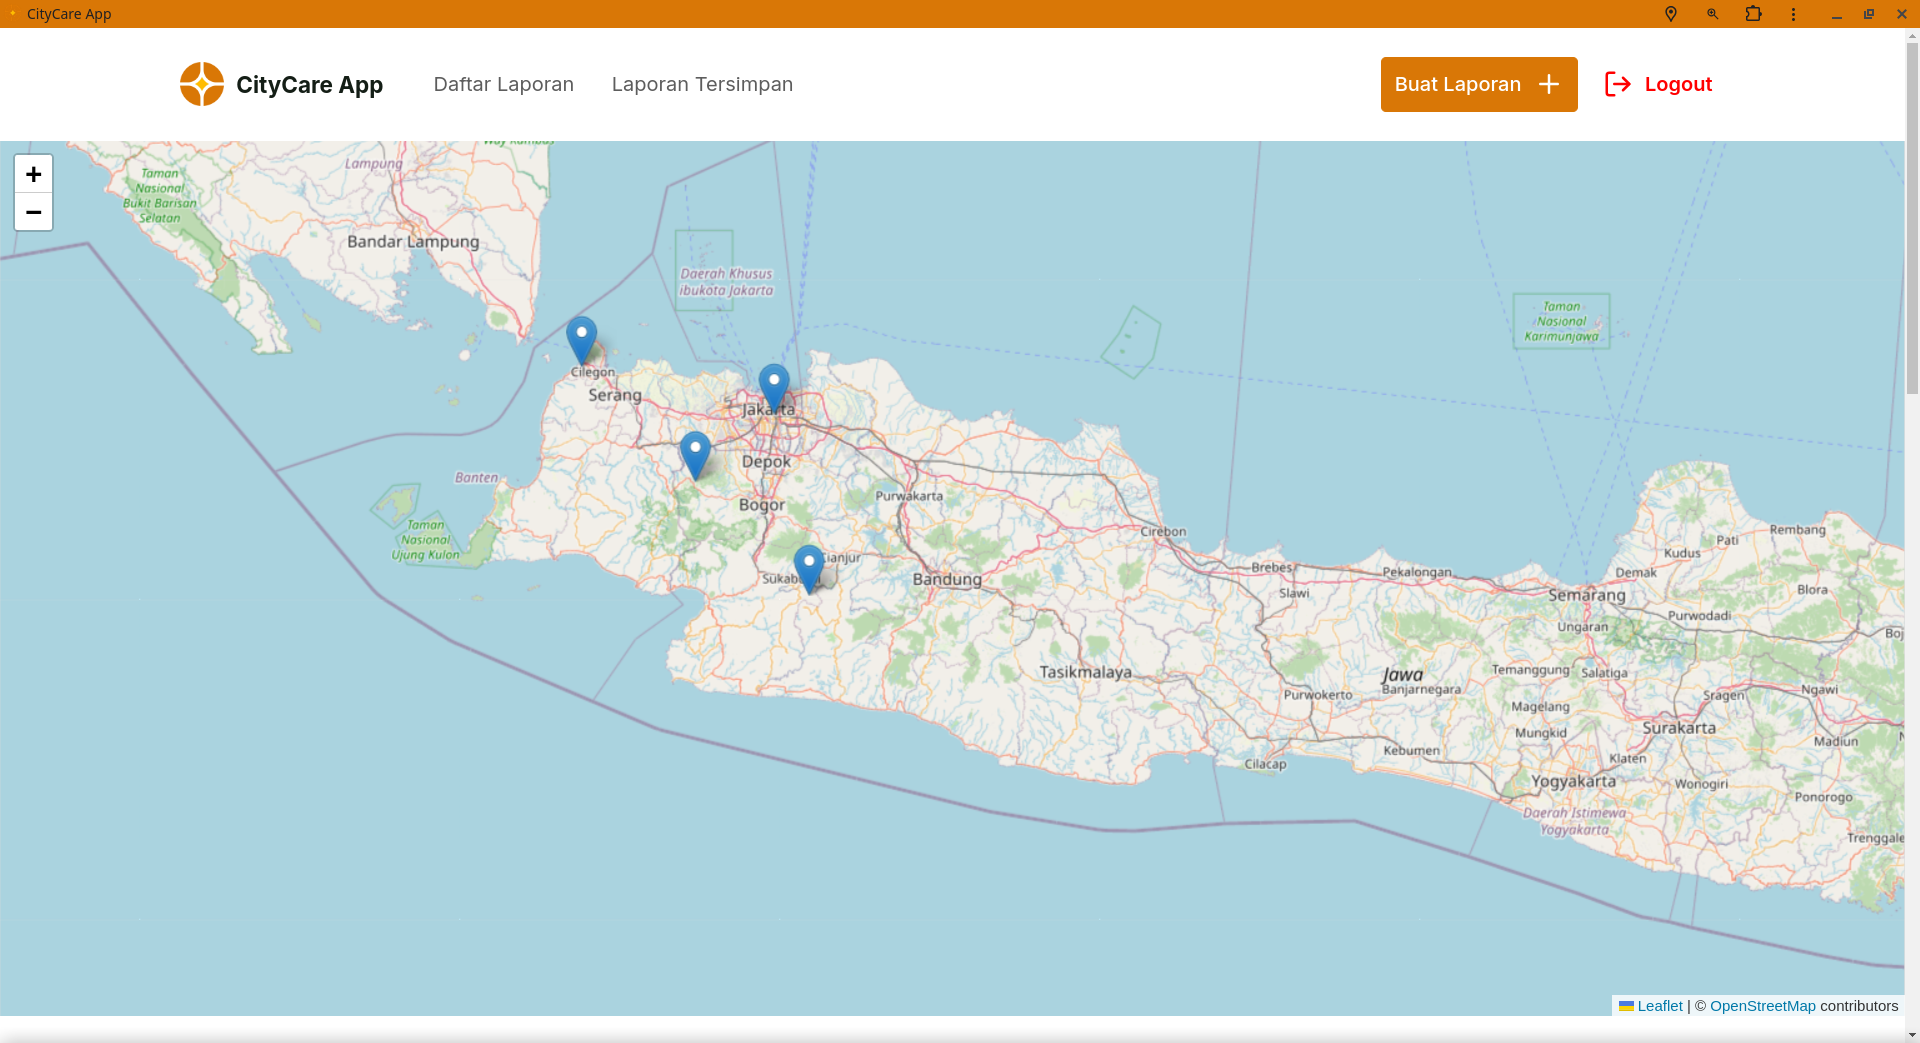 CityCare App
CityCare App
Daftar Laporan
Laporan Tersimpan
Buat Laporan
Logout
+
−
Lampung
Taman
Nasional
Bukit Barisan
Selatan
Bandar Lampung
Daerah Khusus
ibukota Jakarta
Taman
Nasional
Karimunjawa
Cilegon
Serang
Jakarta
Depok
Banten
Bogor
Purwakarta
Taman
Nasional
Ujung Kulon
Cirebon
Rembang
Pati
Kudus
Bandung
Brebes
Pekalongan
Demak
Slawi
Semarang
Blora
Purwodadi
Ungaran
Tasikmalaya
Jawa
Banjarnegara
Temanggung
Salatiga
Purwokerto
Sragen
Ngawi
Magelang
Mungkid
Surakarta
Madiun
Kebumen
Klaten
Cilacap
Yogyakarta
Wonogiri
Ponorogo
Daerah Istimewa
Yogyakarta
Trenggale
Leaflet | © OpenStreetMap contributors